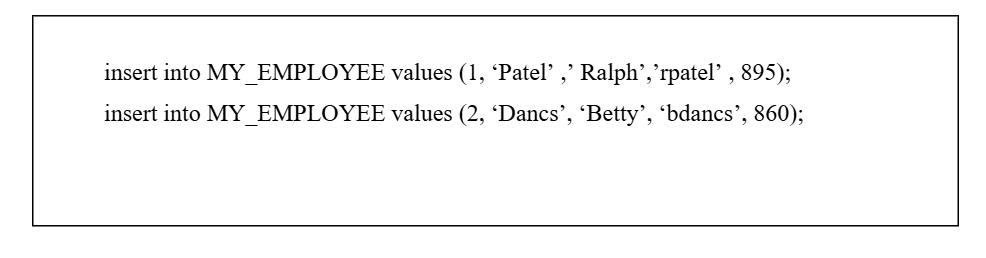 insert into MY_EMPLOYEE values (1, ‘Patel’ ,’ Ralph’,’rpatel’ , 895);
insert into MY_EMPLOYEE values (2, ‘Dancs’, ‘Betty’, ‘bdancs’, 860);